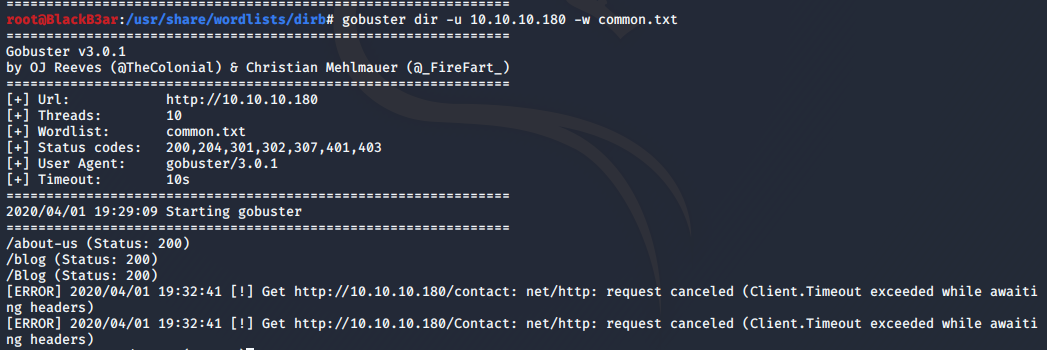 ================================================================
root@BlackB3ar:/usr/share/wordlists/dirb# gobuster dir -u 10.10.10.180 -w common.txt
===============================================================
Gobuster v3.0.1
by OJ Reeves (@TheColonial) & Christian Mehlmauer (@_FireFart_)
===============================================================
[+] Url:            http://10.10.10.180
[+] Threads:        10
[+] Wordlist:       common.txt
[+] Status codes:   200,204,301,302,307,401,403
[+] User Agent:     gobuster/3.0.1
[+] Timeout:        10s
===============================================================
2020/04/01 19:29:09 Starting gobuster
===============================================================
/about-us (Status: 200)
/blog (Status: 200)
/Blog (Status: 200)
[ERROR] 2020/04/01 19:32:41 [!] Get http://10.10.10.180/contact: net/http: request canceled (Client.Timeout exceeded while awaiti
ng headers)
[ERROR] 2020/04/01 19:32:41 [!] Get http://10.10.10.180/Contact: net/http: request canceled (Client.Timeout exceeded while awaiti
ng headers)